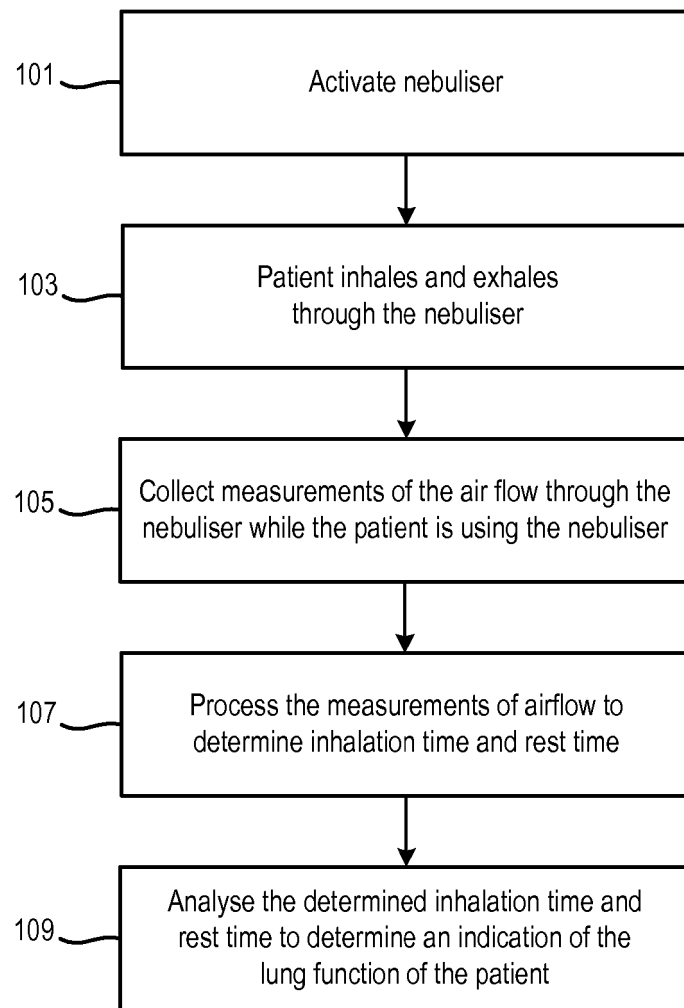 101
Activate nebuliser
103
Patient inhales and exhales
through the nebuliser
105
Collect measurements of the air flow through the
nebuliser while the patient is using the nebuliser
107
Process the measurements of airflow to
determine inhalation time and rest time
109
Analyse the determined inhalation time and
rest time to determine an indication of the
lung function of the patient